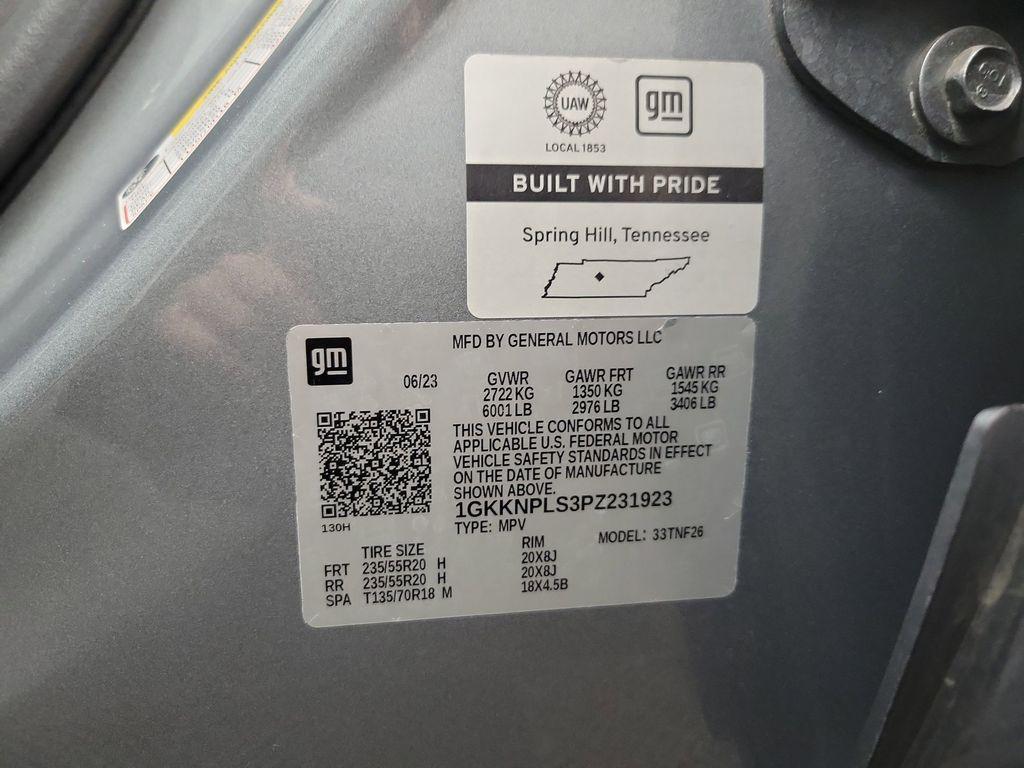 UAW
gm
LOCAL 1853
BUILT WITH PRIDE
Spring Hill, Tennessee
gm
MFD BY GENERAL MOTORS LLC
06/23
GVWR GAWR FRT GAWR RR
2722 KG 1350 KG 1545 KG
6001 LB 2976 LB 3406 LB
THIS VEHICLE CONFORMS TO ALL
APPLICABLE U.S. FEDERAL MOTOR
VEHICLE SAFETY STANDARDS IN EFFECT
ON THE DATE OF MANUFACTURE
SHOWN ABOVE.
1GKKNPLS3PZ231923
130H
TYPE: MPV
MODEL: 33TNF26
TIRE SIZE RIM
FRT 235/55R20 H 20X8J
RR 235/55R20 H 20X8J
SPA T135/70R18 M 18X4.5B